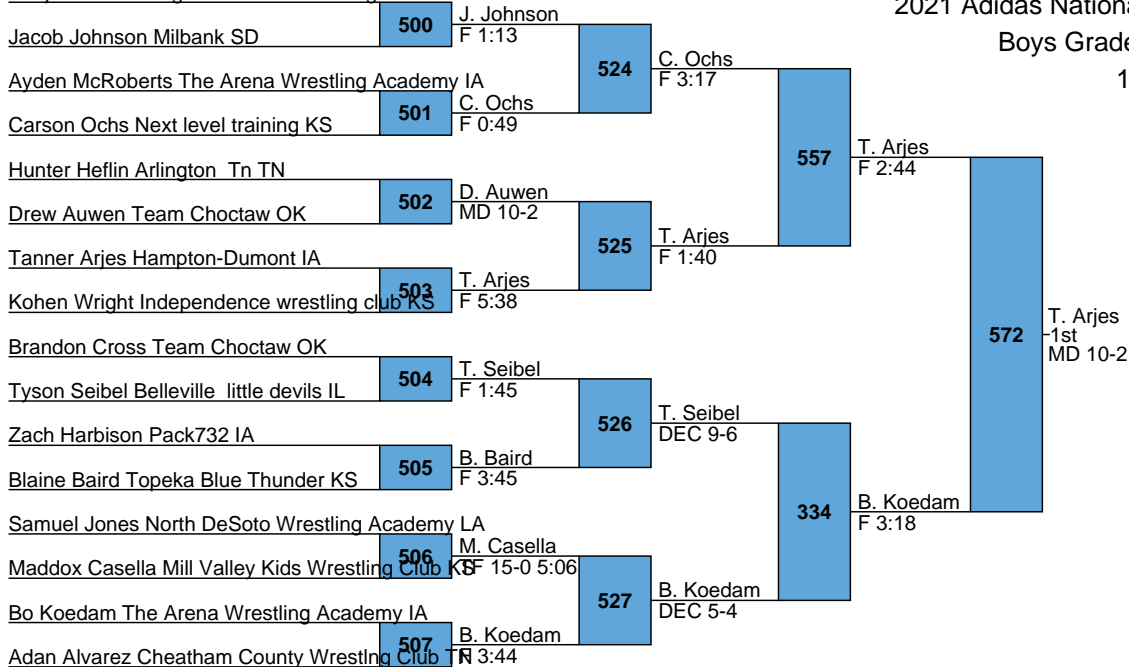 2021 Adidas Nationa
Boys Grade
1
500
J. Johnson
F 1:13
Jacob Johnson Milbank SD
524
C. Ochs
F 3:17
Ayden McRoberts The Arena Wrestling Academy IA
501
C. Ochs
F 0:49
Carson Ochs Next level training KS
557
T. Arjes
F 2:44
Hunter Heflin Arlington  Tn TN
502
D. Auwen
MD 10-2
Drew Auwen Team Choctaw OK
525
T. Arjes
F 1:40
Tanner Arjes Hampton-Dumont IA
503
T. Arjes
F 5:38
Kohen Wright Independence wrestling club KS
572
T. Arjes
1st
MD 10-2
Brandon Cross Team Choctaw OK
504
T. Seibel
F 1:45
Tyson Seibel Belleville  little devils IL
526
T. Seibel
DEC 9-6
Zach Harbison Pack732 IA
505
B. Baird
F 3:45
Blaine Baird Topeka Blue Thunder KS
334
B. Koedam
F 3:18
Samuel Jones North DeSoto Wrestling Academy LA
506
M. Casella
TF 15-0 5:06
Maddox Casella Mill Valley Kids Wrestling Club KS
527
B. Koedam
DEC 5-4
Bo Koedam The Arena Wrestling Academy IA
507
B. Koedam
F 3:44
Adan Alvarez Cheatham County Wrestlng Club TN